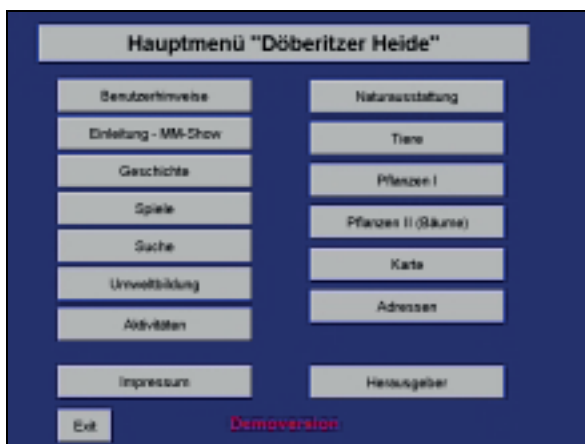 Hauptmenü "Döberitzer Heide"
Benutzerhinweise
Einleitung - MM-Show
Geschichte
Spiele
Suche
Umweltbildung
Aktivitäten
Impressum
Exit
Naturausstattung
Tiere
Pflanzen I
Pflanzen II (Bäume)
Karte
Adressen
Herausgeber
Demoversion